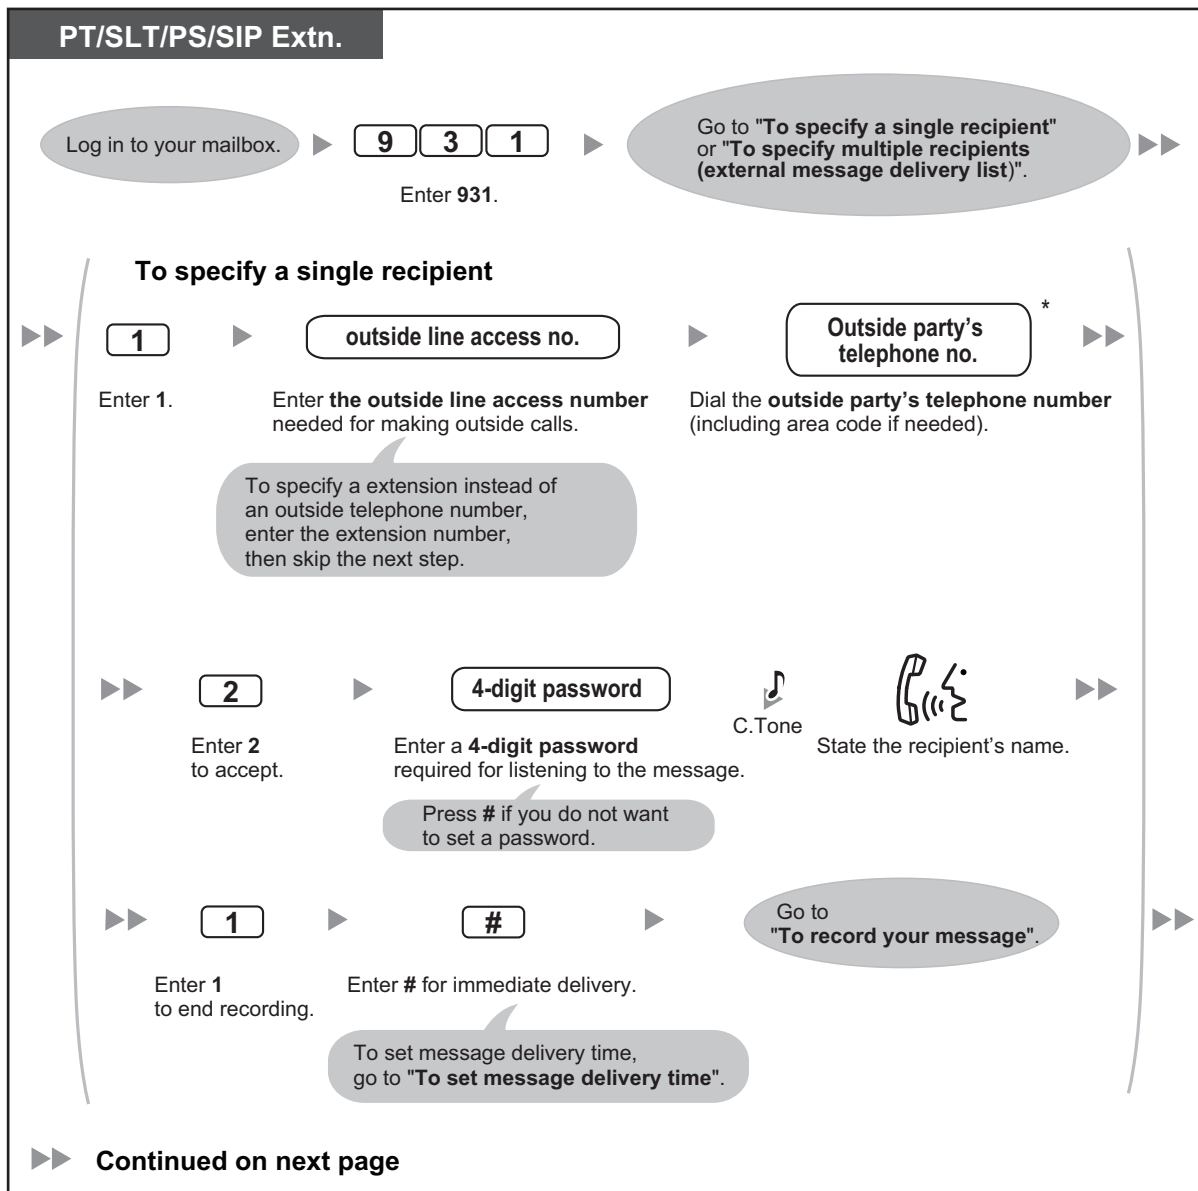 PT/SLT/PS/SIP Extn.
Log in to your mailbox.
9 3 1
Enter 931.
Go to "To specify a single recipient"
or "To specify multiple recipients
(external message delivery list)".
To specify a single recipient
1
Enter 1.
outside line access no.
Enter the outside line access number
needed for making outside calls.
To specify a extension instead of
an outside telephone number,
enter the extension number,
then skip the next step.
Outside party's
telephone no.
*
Dial the outside party's telephone number
(including area code if needed).
2
Enter 2
to accept.
4-digit password
Enter a 4-digit password
required for listening to the message.
Press # if you do not want
to set a password.
C.Tone
State the recipient's name.
1
Enter 1
to end recording.
#
Enter # for immediate delivery.
To set message delivery time,
go to "To set message delivery time".
Go to
"To record your message".
Continued on next page